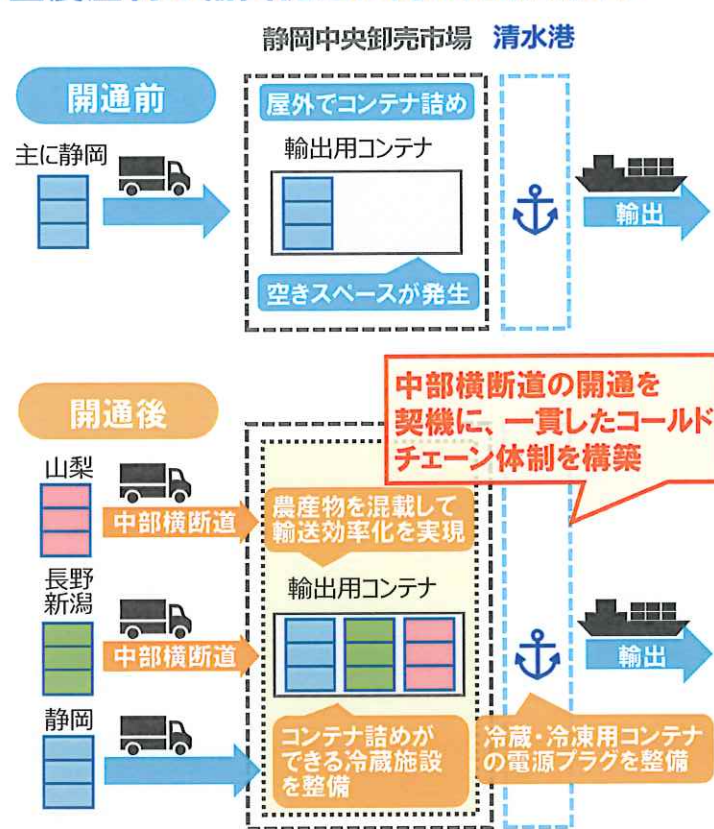 静岡中央卸売市場
清水港
開通前
屋外でコンテナ詰め
主に静岡
輸出用コンテナ
輸出
空きスペースが発生
中部横断道の開通を
契機に、一貫したコールド
チェーン体制を構築
開通後
山梨
中部横断道
農産物を混載して
輸送効率化を実現
長野
新潟
中部横断道
輸出用コンテナ
輸出
静岡
コンテナ詰めが
できる冷蔵施設
を整備
冷蔵・冷凍用コンテナ
の電源プラグを整備